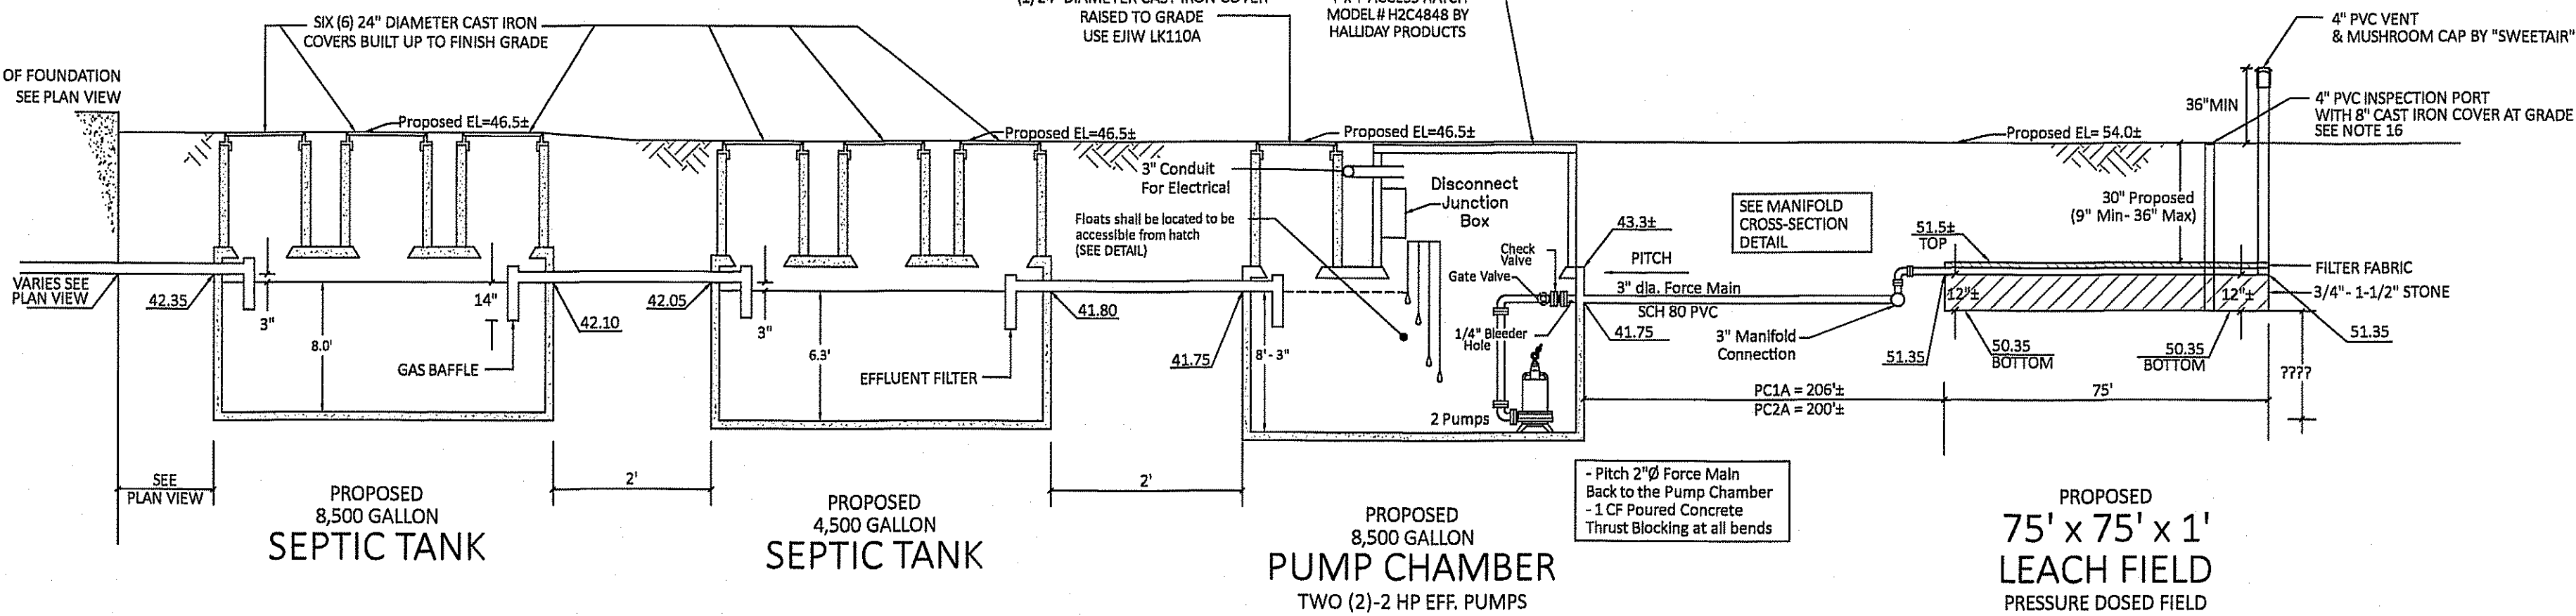 SIX (6) 24" DIAMETER CAST IRON
COVERS BUILT UP TO FINISH GRADE
RAISED TO GRADE
USE EJIW LK110A
MODEL# H2C4848 BY
HALLIDAY PRODUCTS
4" PVC VENT
& MUSHROOM CAP BY "SWEETAIR"
OF FOUNDATION
SEE PLAN VIEW
36"MIN
4" PVC INSPECTION PORT
WITH 8" CAST IRON COVER AT GRADE
SEE NOTE 16
Proposed EL=46.5±
Proposed EL=46.5±
Proposed EL=46.5±
Proposed EL= 54.0±
3" Conduit
For Electrical
Disconnect
Junction
Box
Floats shall be located to be
accessible from hatch
(SEE DETAIL)
43.3±
PITCH
SEE MANIFOLD
CROSS-SECTION
DETAIL
30" Proposed
(9" Min- 36" Max)
51.5±
TOP
Check
Valve
Gate Valve
3" dia. Force Main
SCH 80 PVC
1/4" Bleeder
Hole
41.75
3" Manifold
Connection
FILTER FABRIC
3/4"- 1-1/2" STONE
12"±
12"±
51.35
51.35
50.35
BOTTOM
50.35
BOTTOM
????
VARIES SEE
PLAN VIEW
42.35
3"
8.0'
14"
GAS BAFFLE
42.10
42.05
3"
6.3'
EFFLUENT FILTER
41.80
41.75
8'-3"
2 Pumps
PC1A = 206'±
PC2A = 200'±
75'
SEE
PLAN VIEW
2'
2'
PROPOSED
8,500 GALLON
SEPTIC TANK
PROPOSED
4,500 GALLON
SEPTIC TANK
PROPOSED
8,500 GALLON
PUMP CHAMBER
TWO (2)-2 HP EFF. PUMPS
- Pitch 2"Ø Force Main
Back to the Pump Chamber
- 1 CF Poured Concrete
Thrust Blocking at all bends
PROPOSED
75' x 75' x 1'
LEACH FIELD
PRESSURE DOSED FIELD